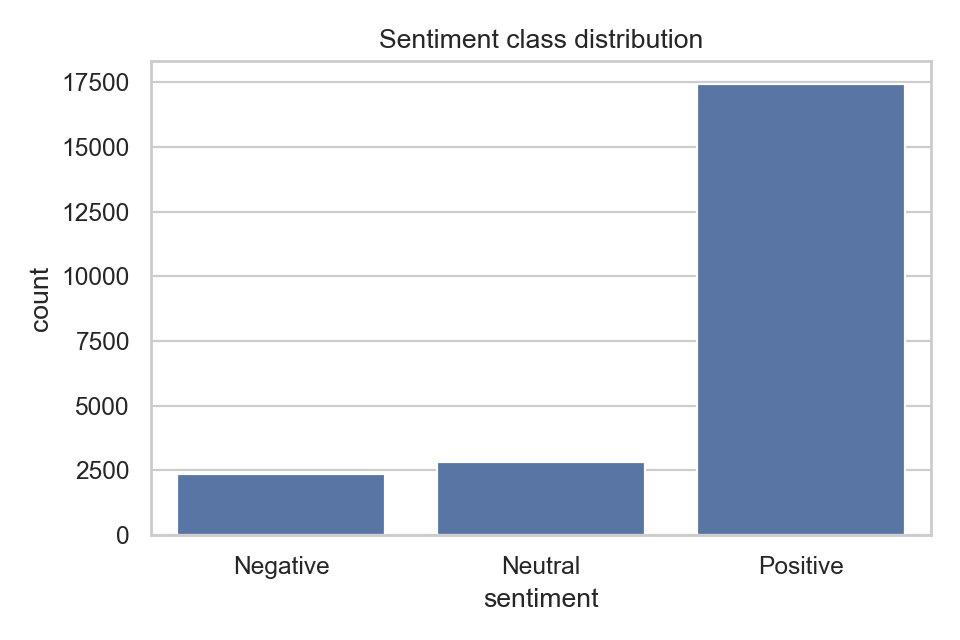 Sentiment class distribution
17500
15000
12500
10000
7500
5000
2500
0
count
Negative
Neutral
Positive
sentiment